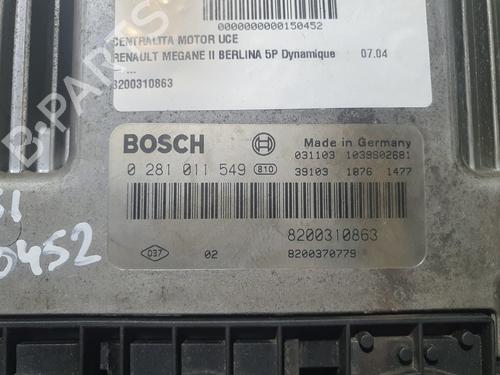 0000000000150452
CENTRALITA MOTOR UCE
RENAULT MEGANE II BERLINA 5P Dynamique 07.04
8200310863
BOSCH Made in Germany
031103 1039S02681
0 281 011 549 810 39103 1876 1477
8200310863
037 02 8200370779
0452